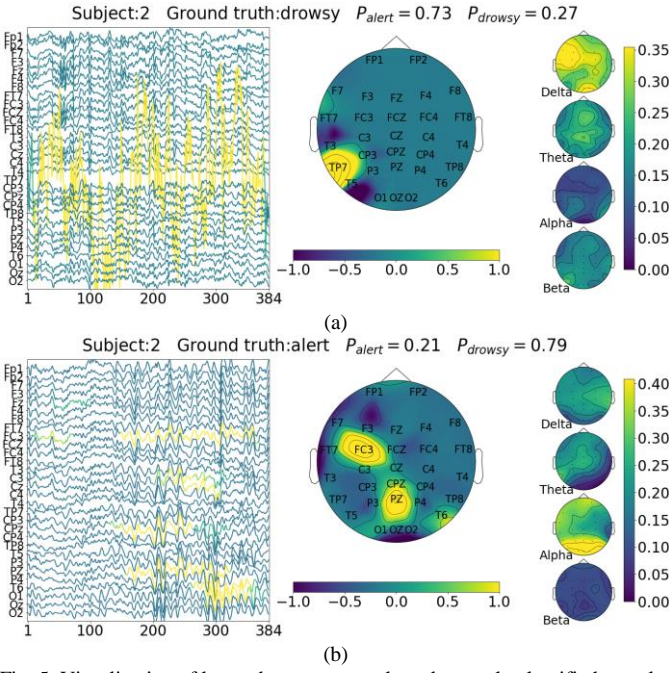 Subject:2 Ground truth:drowsy P_alert = 0.73 P_drowsy = 0.27
Fp1
Fp2
F7
F3
Fz
F4
F8
FT7
FC3
FCZ
FC4
FT8
T3
C3
Cz
C4
T4
TP7
CP3
CPz
CP4
TP8
T5
P3
Pz
P4
T6
O1
Oz
O2
1 100 200 300 384
FP1 FP2
F7 F3 FZ F4 F8
FT7 FC3 FCZ FC4 FT8
T3 C3 CZ C4 T4
TP7 CP3 CPZ CP4 TP8
T5 P3 PZ P4 T6
O1 OZ O2
−1.0 −0.5 0.0 0.5 1.0
Delta
Theta
Alpha
Beta
0.35
0.30
0.25
0.20
0.15
0.10
0.05
0.00
(a)
Subject:2 Ground truth:alert P_alert = 0.21 P_drowsy = 0.79
Fp1
Fp2
F7
F3
Fz
F4
F8
FT7
FC3
FCZ
FC4
FT8
T3
C3
Cz
C4
T4
TP7
CP3
CPz
CP4
TP8
T5
P3
Pz
P4
T6
O1
Oz
O2
1 100 200 300 384
FP1 FP2
F7 F3 FZ F4 F8
FT7 FC3 FCZ FC4 FT8
T3 C3 CZ C4 T4
TP7 CP3 CPZ CP4 TP8
T5 P3 PZ P4 T6
O1 OZ O2
−1.0 −0.5 0.0 0.5 1.0
Delta
Theta
Alpha
Beta
0.40
0.35
0.30
0.25
0.20
0.15
0.10
0.05
(b)
Fig. 5. Visualization of how